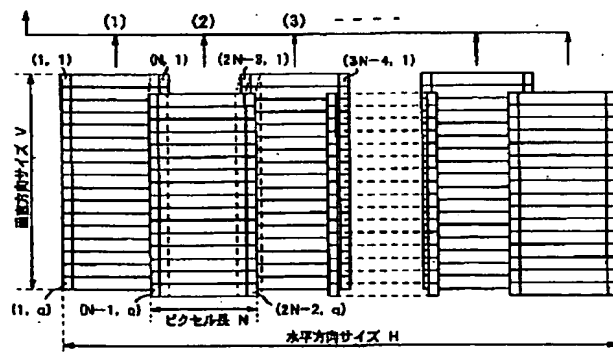 (1) (2) (3) - - - -
(1, 1) (N, 1) (2N-3, 1) (3N-4, 1)
垂直方向サイズ V
(1, q) (N-1, q) (2N-2, q)
ピクセル長 N
水平方向サイズ H